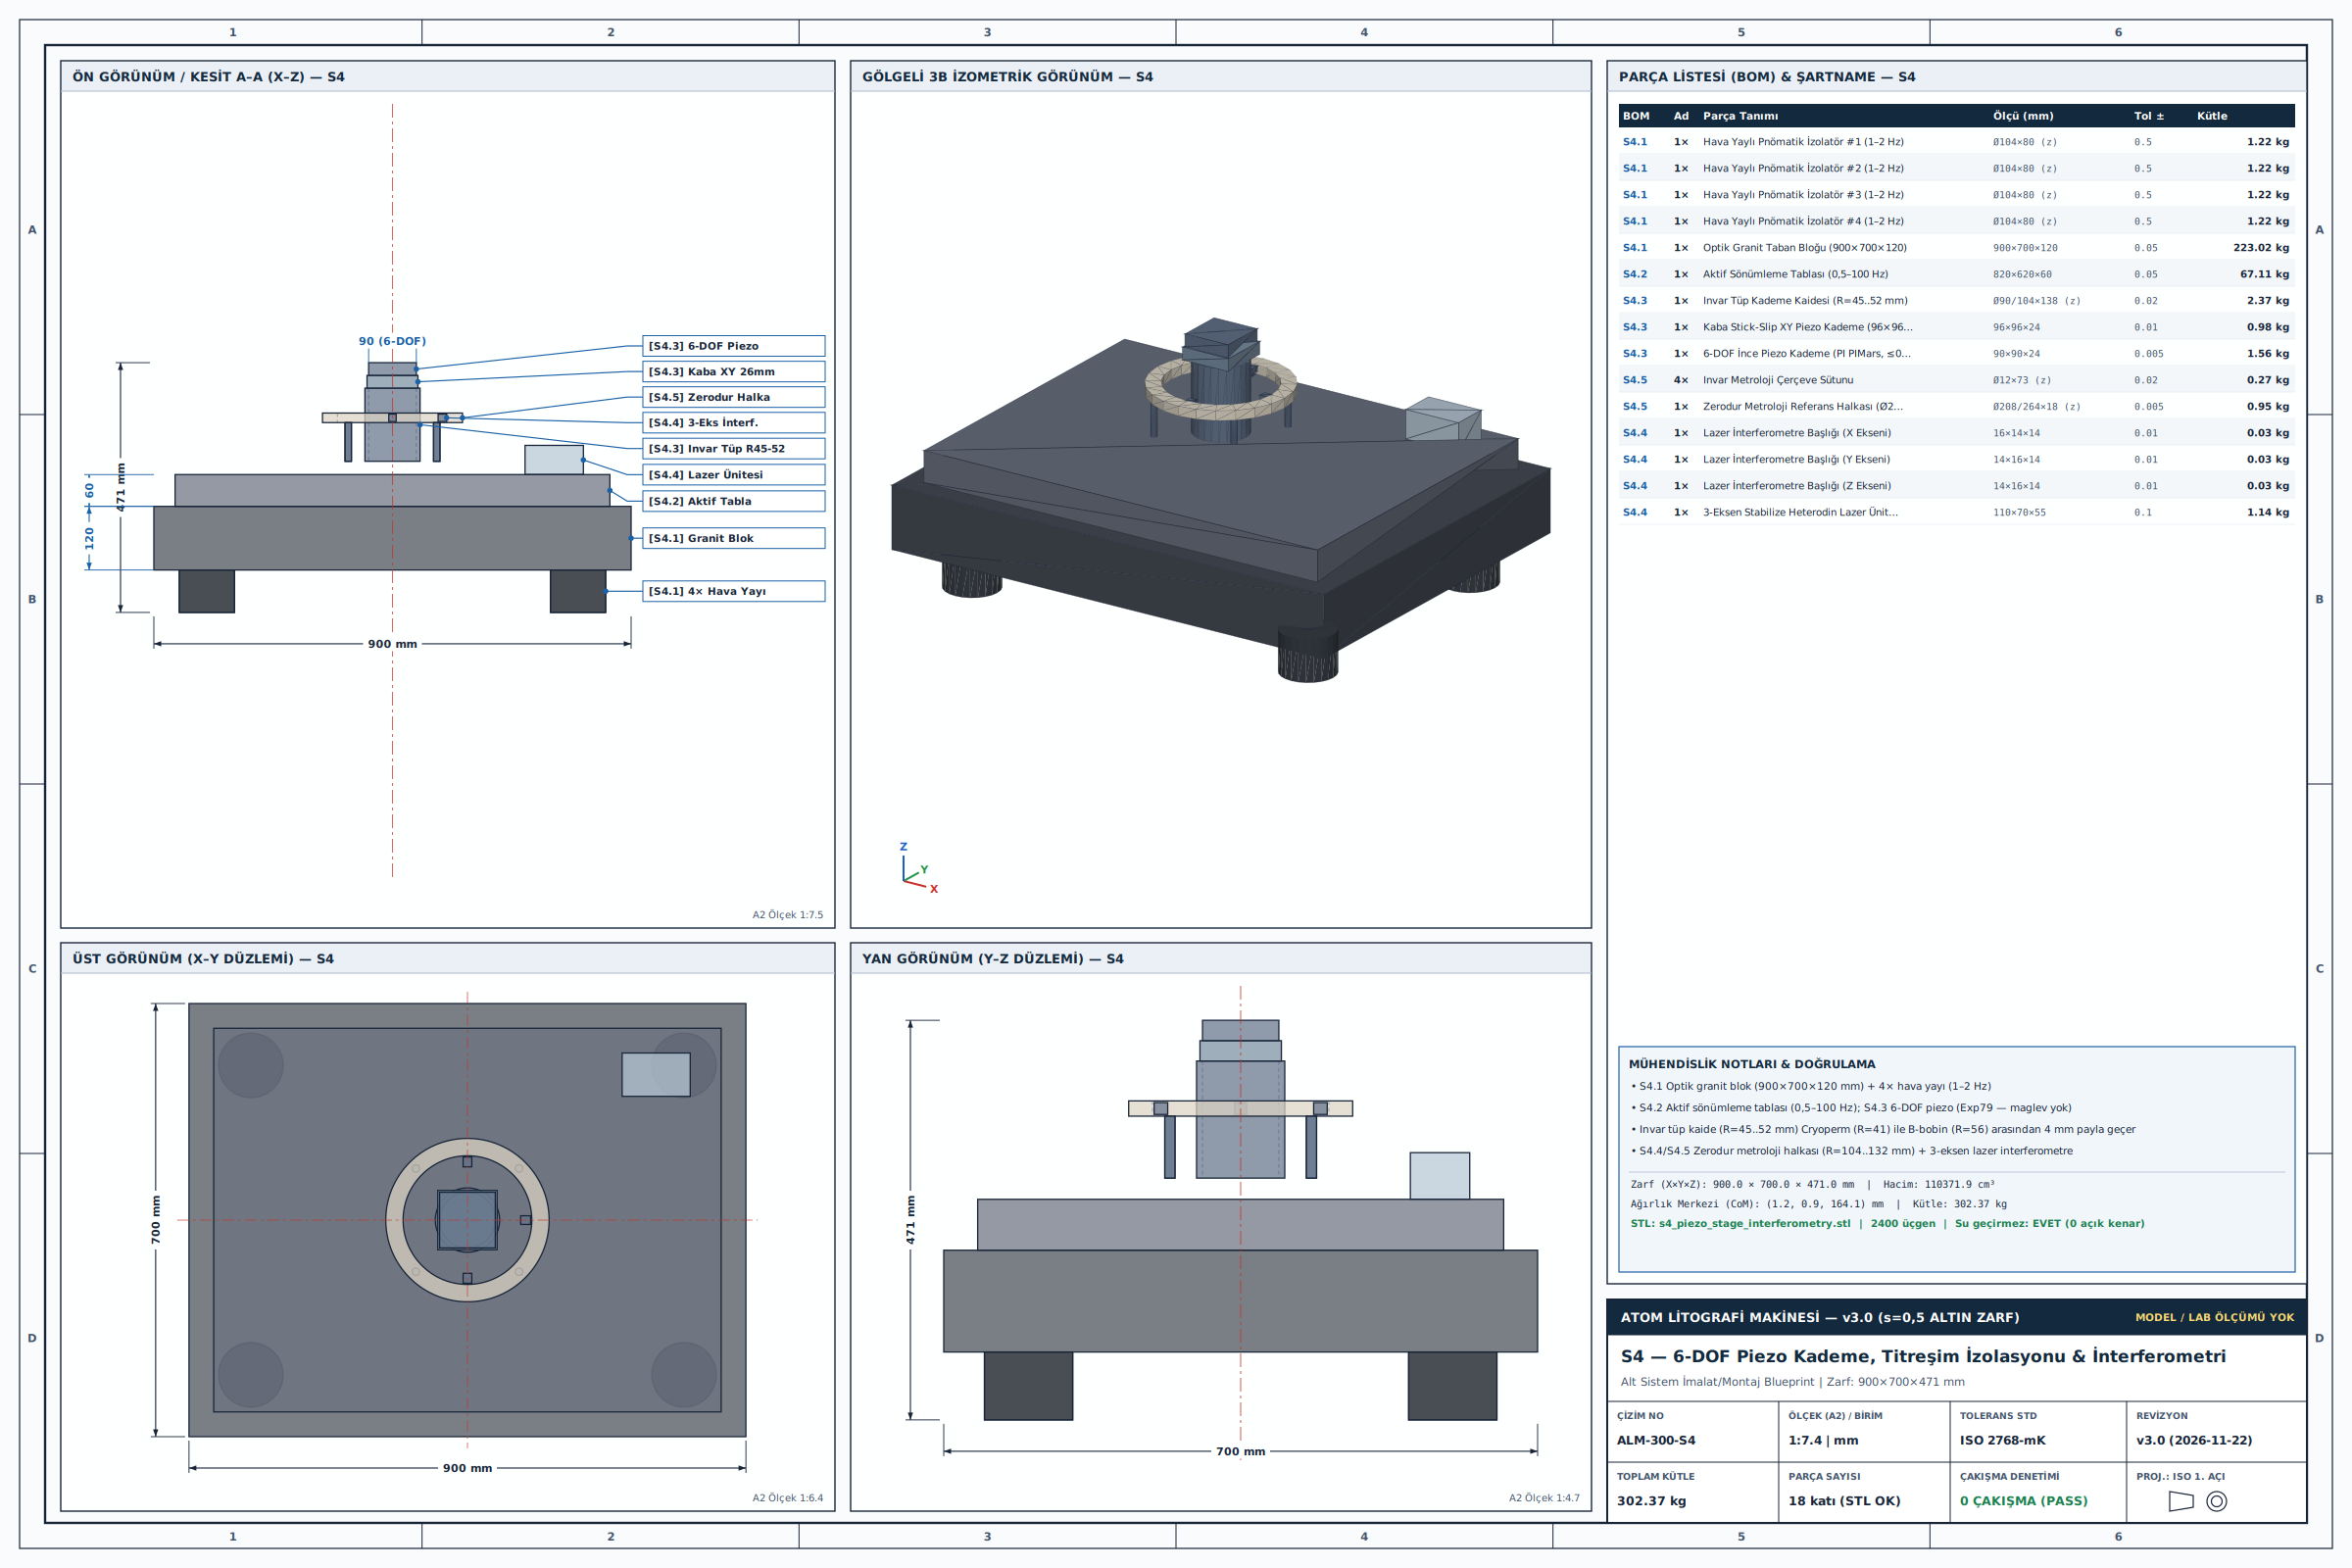 1 2 3 4 5 6
A A
B B
C C
D D
ÖN GÖRÜNÜM / KESİT A–A (X–Z) — S4
90 (6-DOF)
[S4.3] 6-DOF Piezo
[S4.3] Kaba XY 26mm
[S4.5] Zerodur Halka
[S4.4] 3-Eks İnterf.
[S4.3] Invar Tüp R45-52
[S4.4] Lazer Ünitesi
[S4.2] Aktif Tabla
[S4.1] Granit Blok
[S4.1] 4× Hava Yayı
471 mm
60
120
900 mm
A2 Ölçek 1:7.5
GÖLGELİ 3B İZOMETRİK GÖRÜNÜM — S4
Z
Y
X
PARÇA LİSTESİ (BOM) & ŞARTNAME — S4
BOM Ad Parça Tanımı Ölçü (mm) Tol ± Kütle
S4.1 1× Hava Yaylı Pnömatik İzolatör #1 (1–2 Hz) Ø104×80 (z) 0.5 1.22 kg
S4.1 1× Hava Yaylı Pnömatik İzolatör #2 (1–2 Hz) Ø104×80 (z) 0.5 1.22 kg
S4.1 1× Hava Yaylı Pnömatik İzolatör #3 (1–2 Hz) Ø104×80 (z) 0.5 1.22 kg
S4.1 1× Hava Yaylı Pnömatik İzolatör #4 (1–2 Hz) Ø104×80 (z) 0.5 1.22 kg
S4.1 1× Optik Granit Taban Bloğu (900×700×120) 900×700×120 0.05 223.02 kg
S4.2 1× Aktif Sönümleme Tablası (0,5–100 Hz) 820×620×60 0.05 67.11 kg
S4.3 1× Invar Tüp Kademe Kaidesi (R=45..52 mm) Ø90/104×138 (z) 0.02 2.37 kg
S4.3 1× Kaba Stick-Slip XY Piezo Kademe (96×96... 96×96×24 0.01 0.98 kg
S4.3 1× 6-DOF İnce Piezo Kademe (PI PIMars, ≤0... 90×90×24 0.005 1.56 kg
S4.5 4× Invar Metroloji Çerçeve Sütunu Ø12×73 (z) 0.02 0.27 kg
S4.5 1× Zerodur Metroloji Referans Halkası (Ø2... Ø208/264×18 (z) 0.005 0.95 kg
S4.4 1× Lazer İnterferometre Başlığı (X Ekseni) 16×14×14 0.01 0.03 kg
S4.4 1× Lazer İnterferometre Başlığı (Y Ekseni) 14×16×14 0.01 0.03 kg
S4.4 1× Lazer İnterferometre Başlığı (Z Ekseni) 14×16×14 0.01 0.03 kg
S4.4 1× 3-Eksen Stabilize Heterodin Lazer Ünit... 110×70×55 0.1 1.14 kg
ÜST GÖRÜNÜM (X–Y DÜZLEMİ) — S4
700 mm
900 mm
A2 Ölçek 1:6.4
YAN GÖRÜNÜM (Y–Z DÜZLEMİ) — S4
471 mm
700 mm
A2 Ölçek 1:4.7
MÜHENDİSLİK NOTLARI & DOĞRULAMA
• S4.1 Optik granit blok (900×700×120 mm) + 4× hava yayı (1–2 Hz)
• S4.2 Aktif sönümleme tablası (0,5–100 Hz); S4.3 6-DOF piezo (Exp79 — maglev yok)
• Invar tüp kaide (R=45..52 mm) Cryoperm (R=41) ile B-bobin (R=56) arasından 4 mm payla geçer
• S4.4/S4.5 Zerodur metroloji halkası (R=104..132 mm) + 3-eksen lazer interferometre
Zarf (X×Y×Z): 900.0 × 700.0 × 471.0 mm | Hacim: 110371.9 cm³
Ağırlık Merkezi (CoM): (1.2, 0.9, 164.1) mm | Kütle: 302.37 kg
STL: s4_piezo_stage_interferometry.stl | 2400 üçgen | Su geçirmez: EVET (0 açık kenar)
ATOM LİTOGRAFİ MAKİNESİ — v3.0 (s=0,5 ALTIN ZARF) MODEL / LAB ÖLÇÜMÜ YOK
S4 — 6-DOF Piezo Kademe, Titreşim İzolasyonu & İnterferometri
Alt Sistem İmalat/Montaj Blueprint | Zarf: 900×700×471 mm
ÇİZİM NO ÖLÇEK (A2) / BİRİM TOLERANS STD REVİZYON
ALM-300-S4 1:7.4 | mm ISO 2768-mK v3.0 (2026-11-22)
TOPLAM KÜTLE PARÇA SAYISI ÇAKIŞMA DENETİMİ PROJ.: ISO 1. AÇI
302.37 kg 18 katı (STL OK) 0 ÇAKIŞMA (PASS)
1 2 3 4 5 6